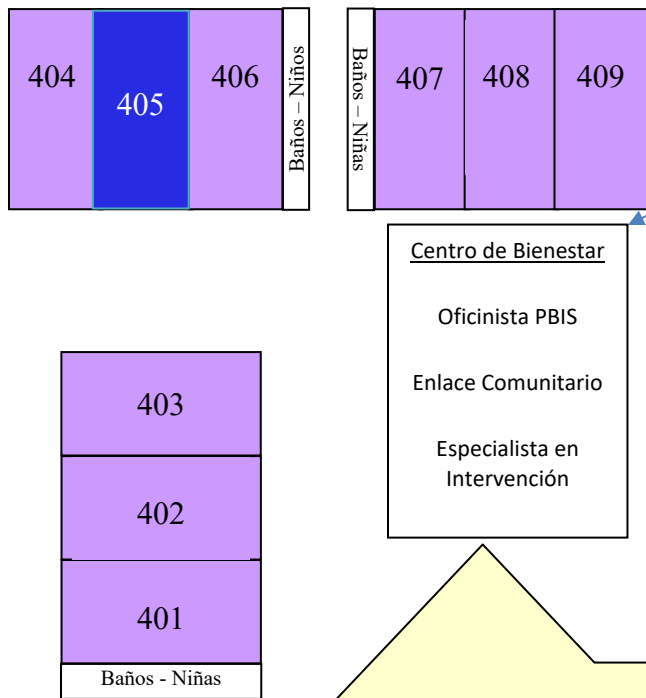 404
405
406
Baños – Niños
Baños – Niñas
407
408
409
Centro de Bienestar
Oficinista PBIS
Enlace Comunitario
Especialista en
Intervención
403
402
401
Baños - Niñas